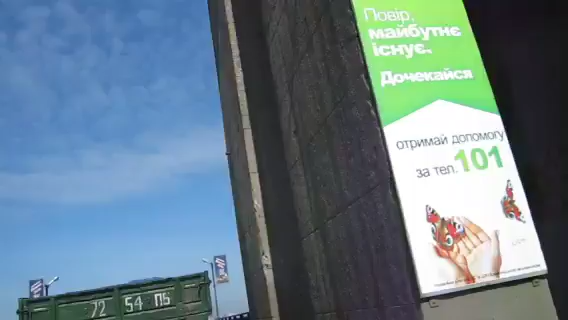 Повір,
майбутнє
існує.
Дочекайся
отримай допомогу
за тел. 101
72 54 ПБ